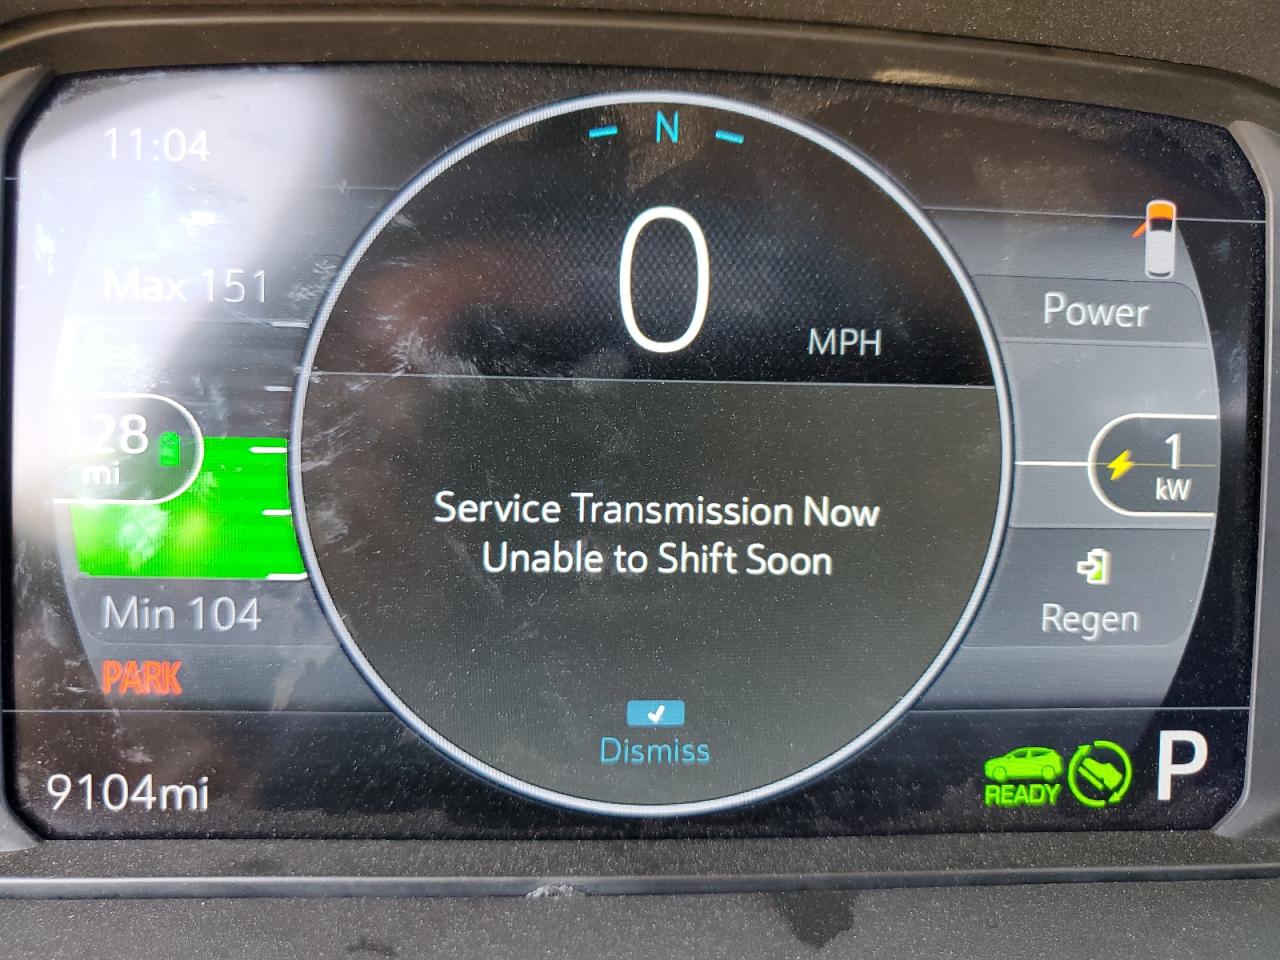 11:04
N
0
MPH
Max 151
28
mi
Min 104
PARK
9104mi
Service Transmission Now
Unable to Shift Soon
Dismiss
Power
1
kW
Regen
READY
P